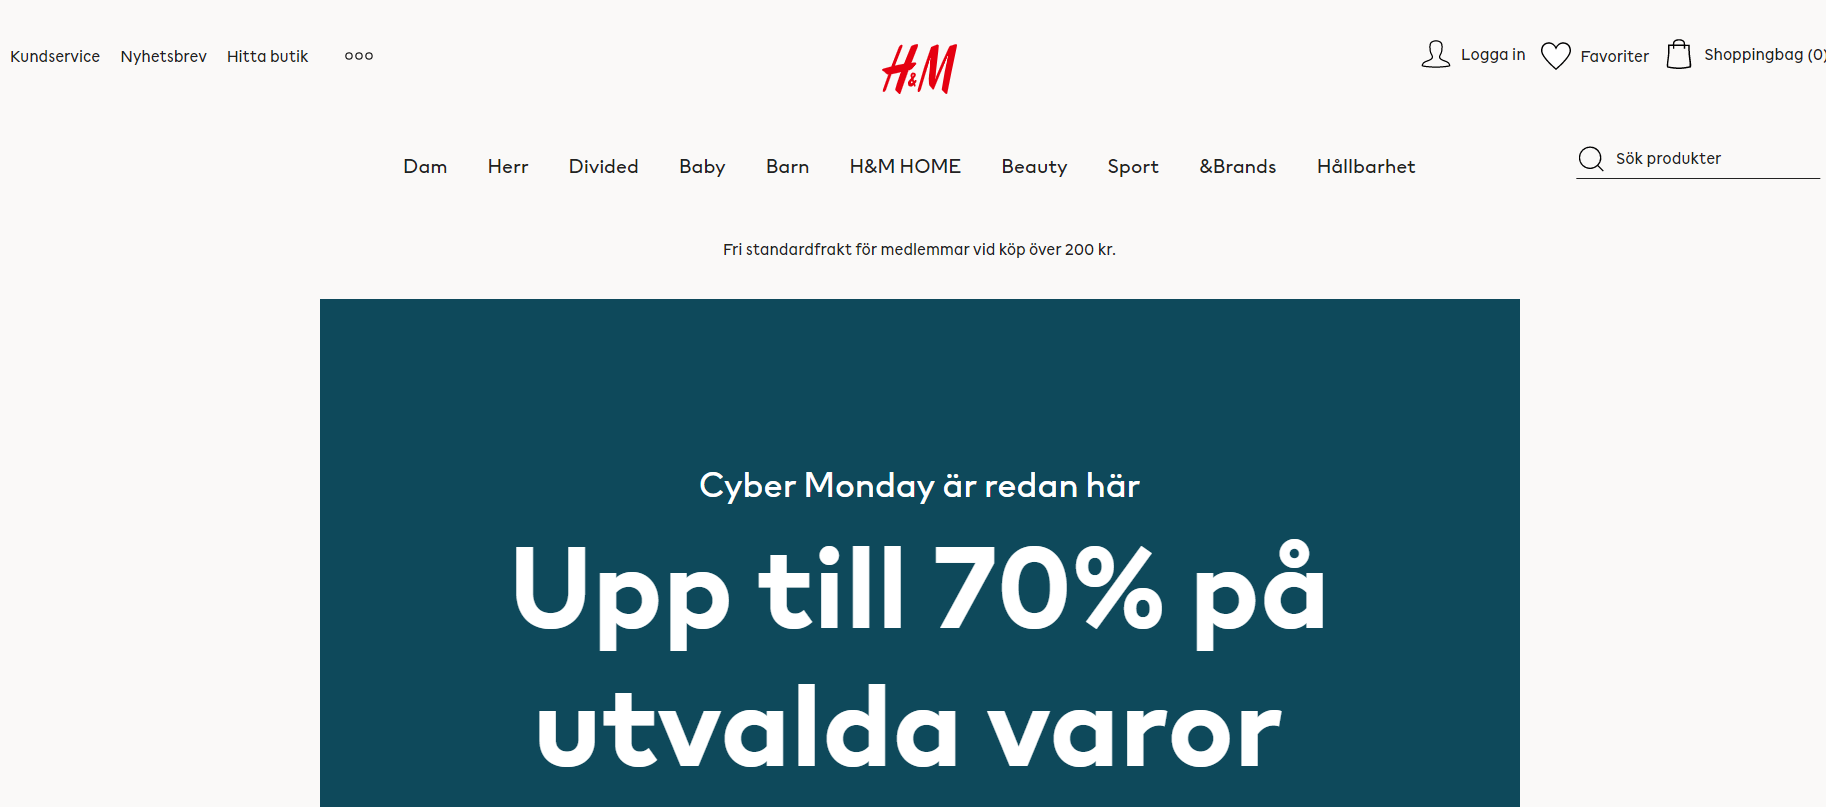 Kundservice Nyhetsbrev Hitta butik
H&M
Logga in Favoriter Shoppingbag (0)
Dam Herr Divided Baby Barn H&M HOME Beauty Sport &Brands Hållbarhet
Sök produkter
Fri standardfrakt för medlemmar vid köp över 200 kr.
Cyber Monday är redan här
Upp till 70% på
utvalda varor